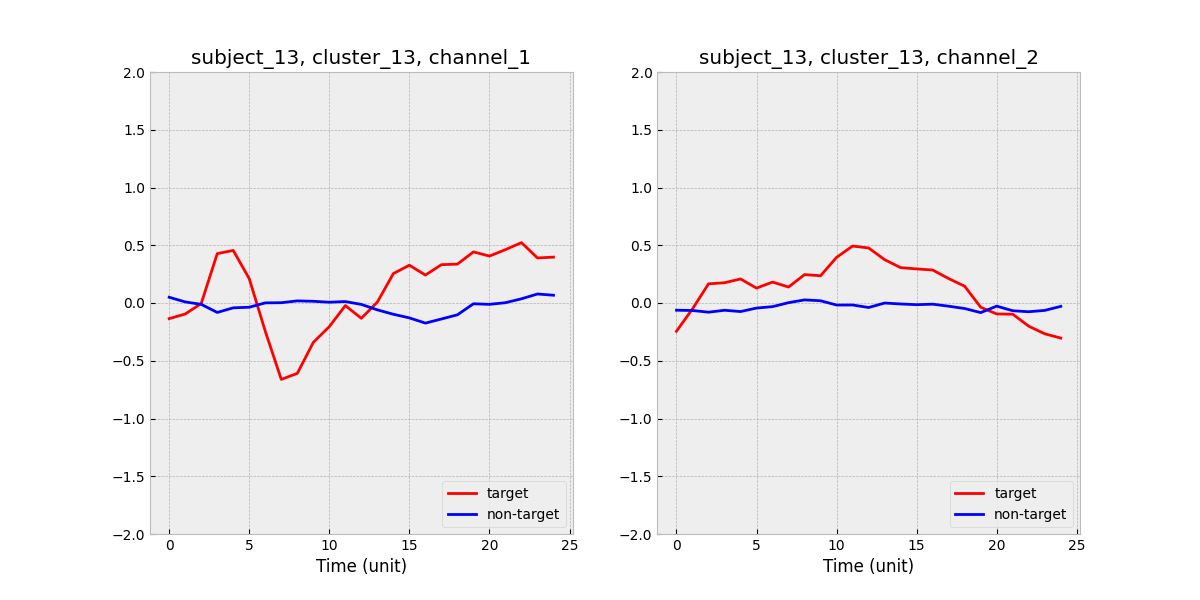 subject_13, cluster_13, channel_1
2.0
1.5
1.0
0.5
0.0
−0.5
−1.0
−1.5
−2.0
0 5 10 15 20 25
Time (unit)
target
non-target
subject_13, cluster_13, channel_2
2.0
1.5
1.0
0.5
0.0
−0.5
−1.0
−1.5
−2.0
0 5 10 15 20 25
Time (unit)
target
non-target